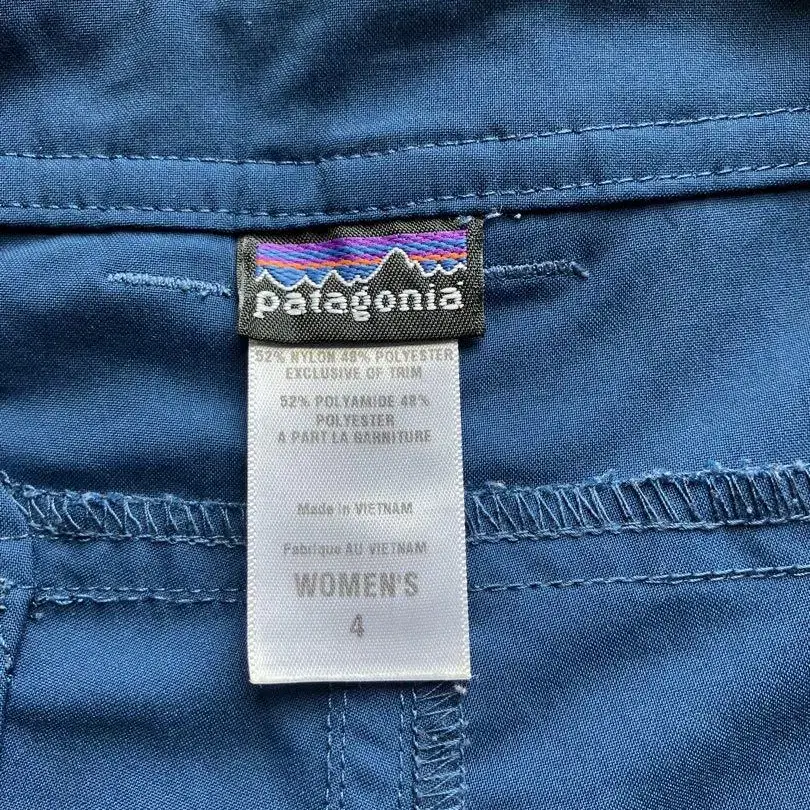 patagonia
52% NYLON 48% POLYESTER
EXCLUSIVE OF TRIM
52% POLYAMIDE 48%
POLYESTER
A PART LA GARNITURE
Made in VIETNAM
Fabriqué AU VIETNAM
WOMEN'S
4